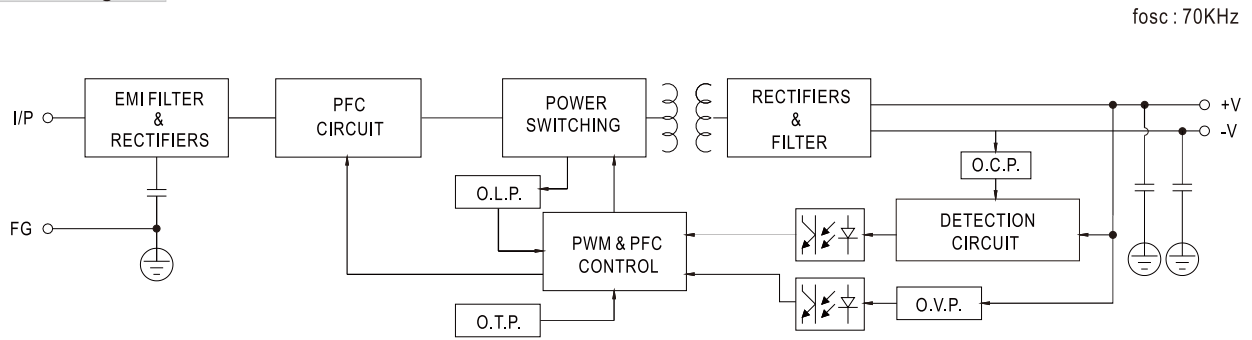 fosc : 70KHz
I/P
EMI FILTER
&
RECTIFIERS
PFC
CIRCUIT
POWER
SWITCHING
RECTIFIERS
&
FILTER
+V
-V
O.C.P.
O.L.P.
DETECTION
CIRCUIT
FG
PWM & PFC
CONTROL
O.V.P.
O.T.P.